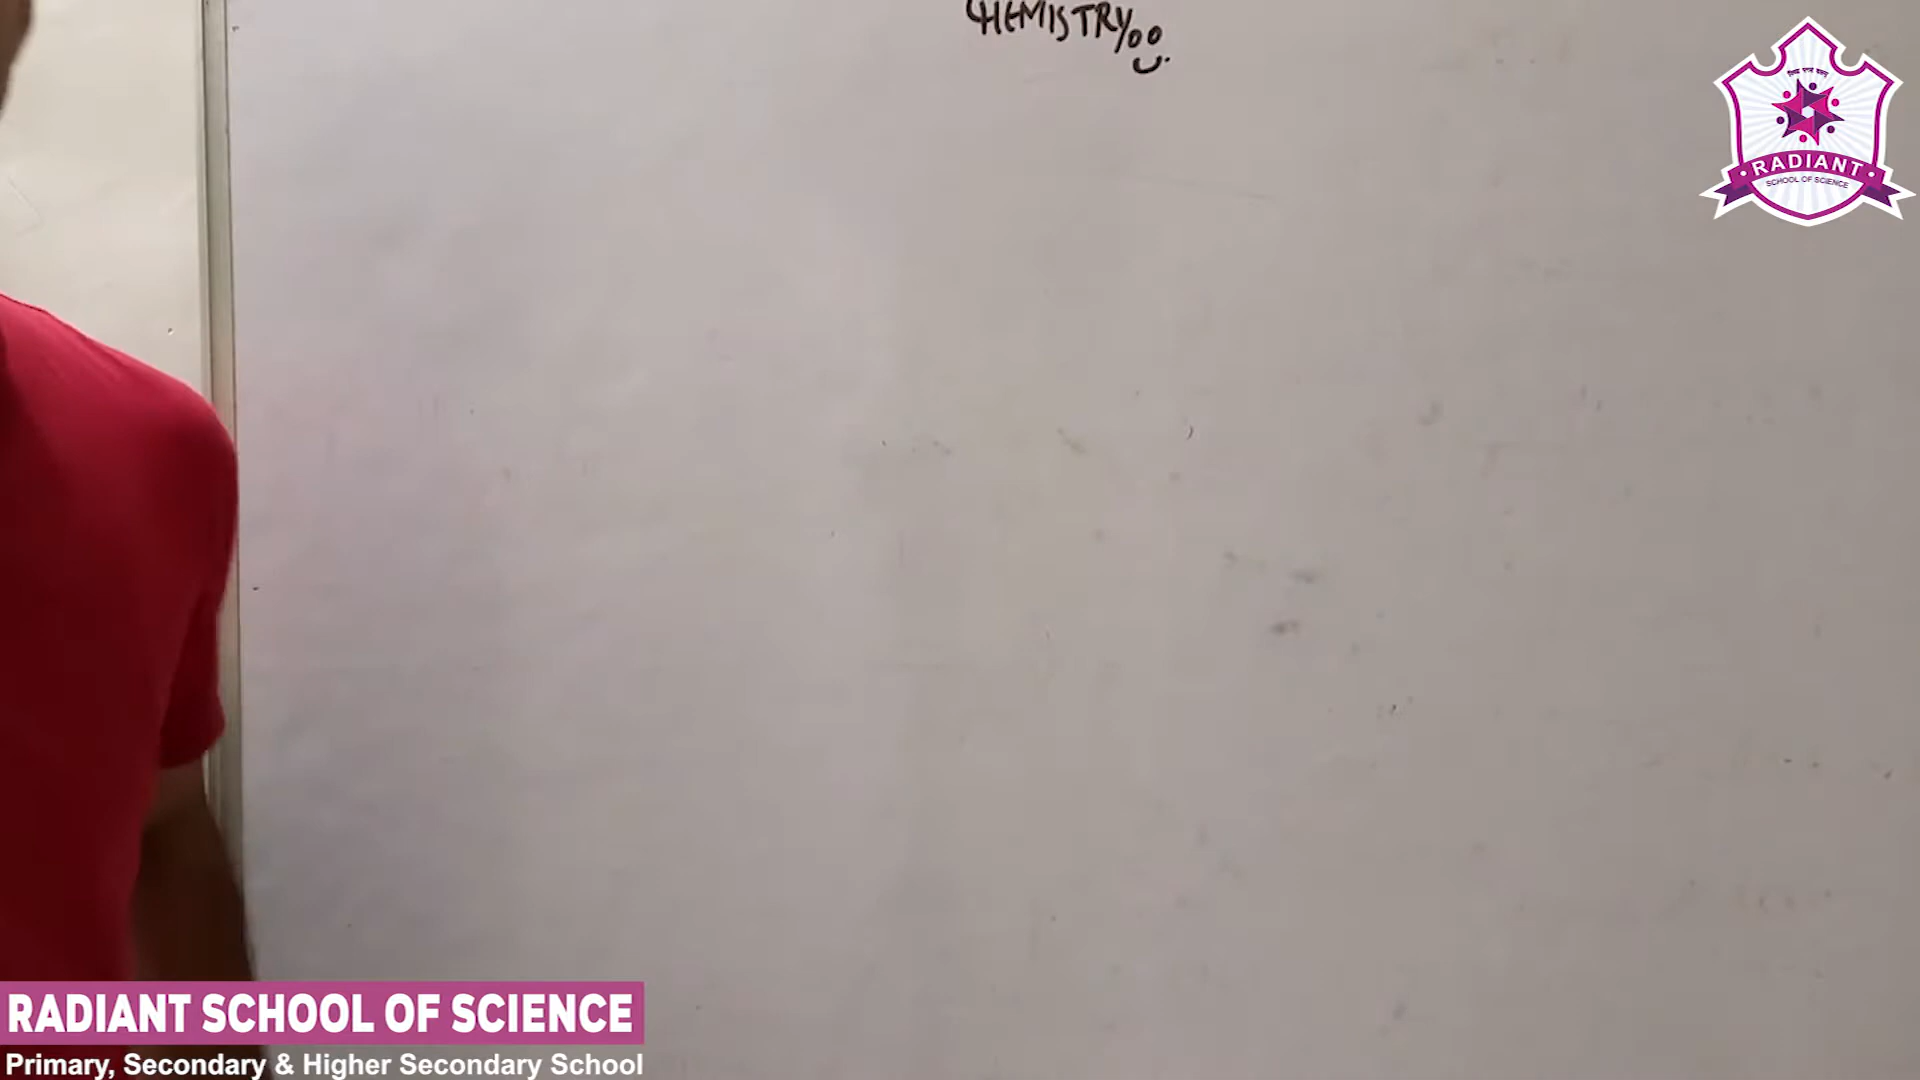 CHEMISTRY
RADIANT
SCHOOL OF SCIENCE
RADIANT SCHOOL OF SCIENCE
Primary, Secondary & Higher Secondary School